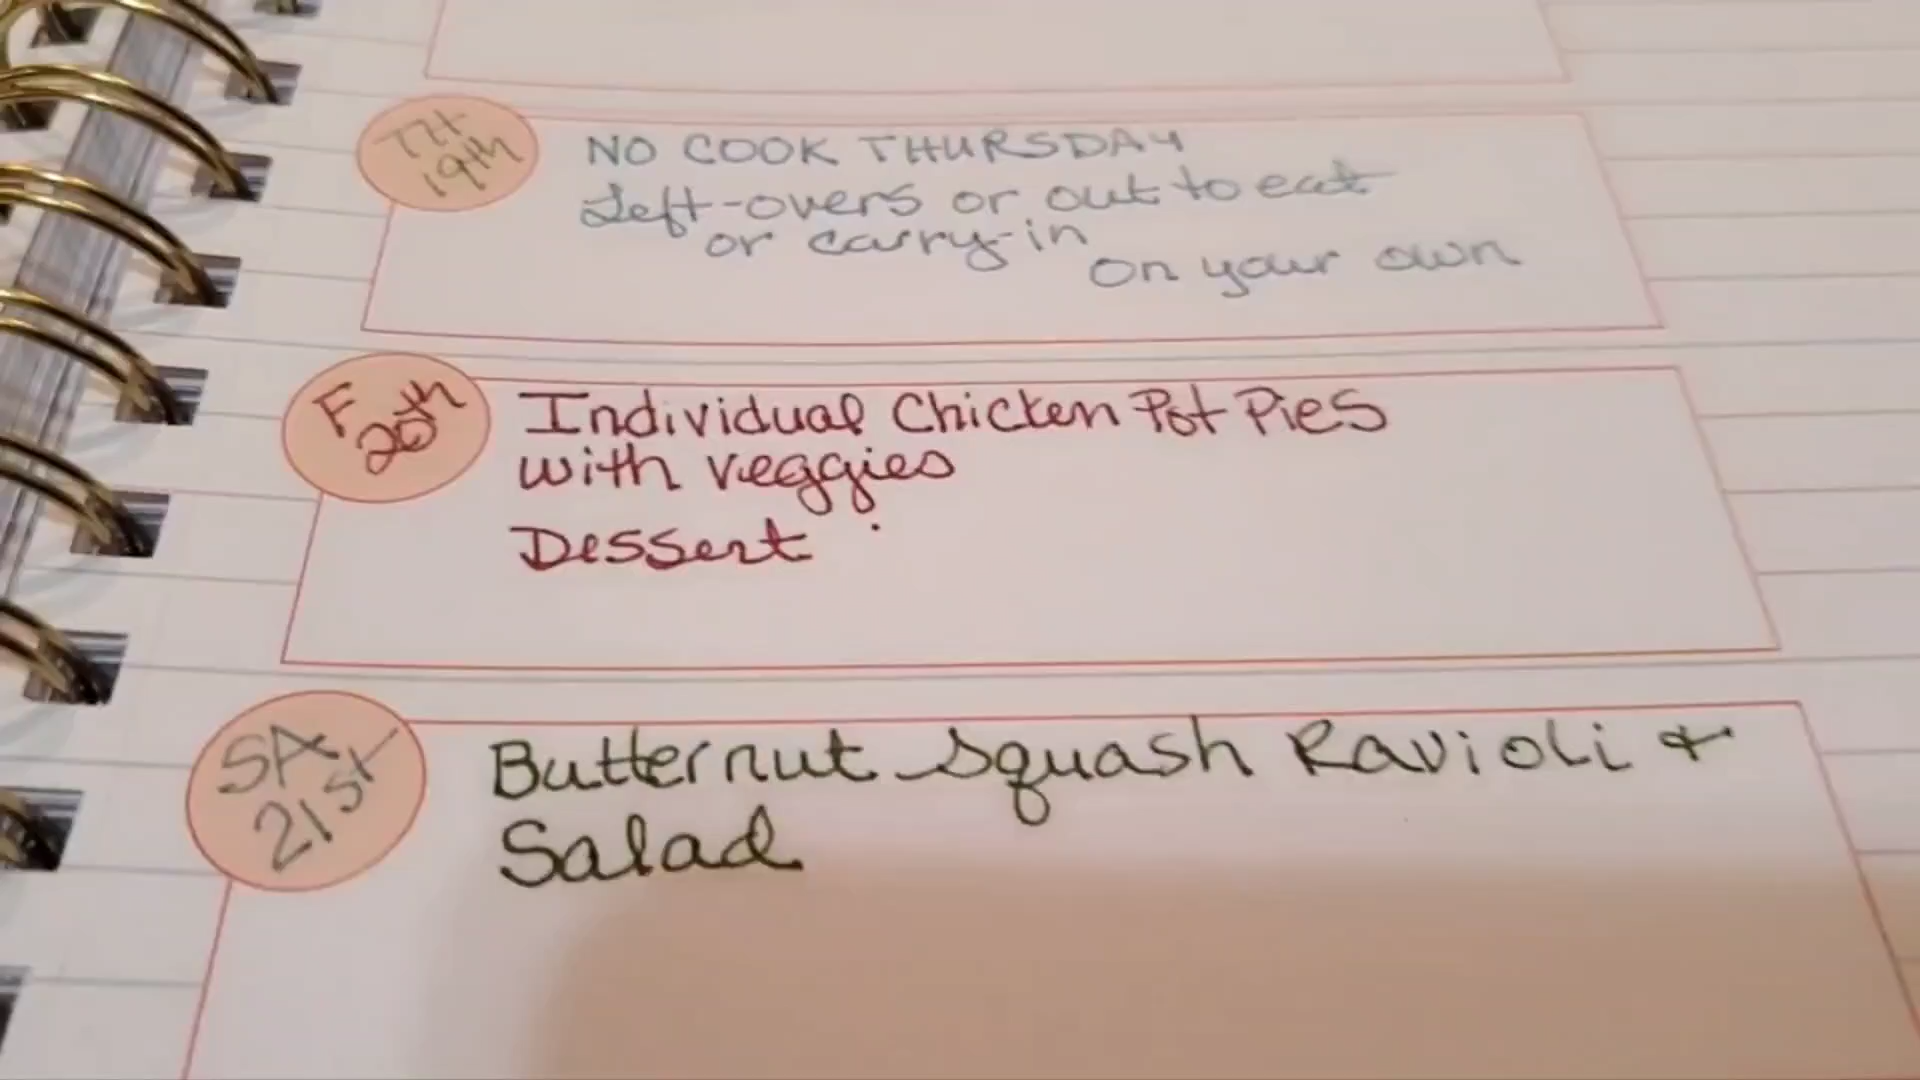 TH
19th
NO COOK THURSDAY
Left-overs or out to eat
or carry-in
on your own
F
20th
Individual Chicken Pot Pies
with veggies
Dessert
SA
21st
Butternut Squash Ravioli +
Salad